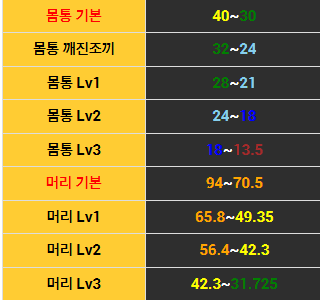 몸통 기본 40~30
몸통 깨진조끼 32~24
몸통 Lv1 28~21
몸통 Lv2 24~18
몸통 Lv3 18~13.5
머리 기본 94~70.5
머리 Lv1 65.8~49.35
머리 Lv2 56.4~42.3
머리 Lv3 42.3~31.725